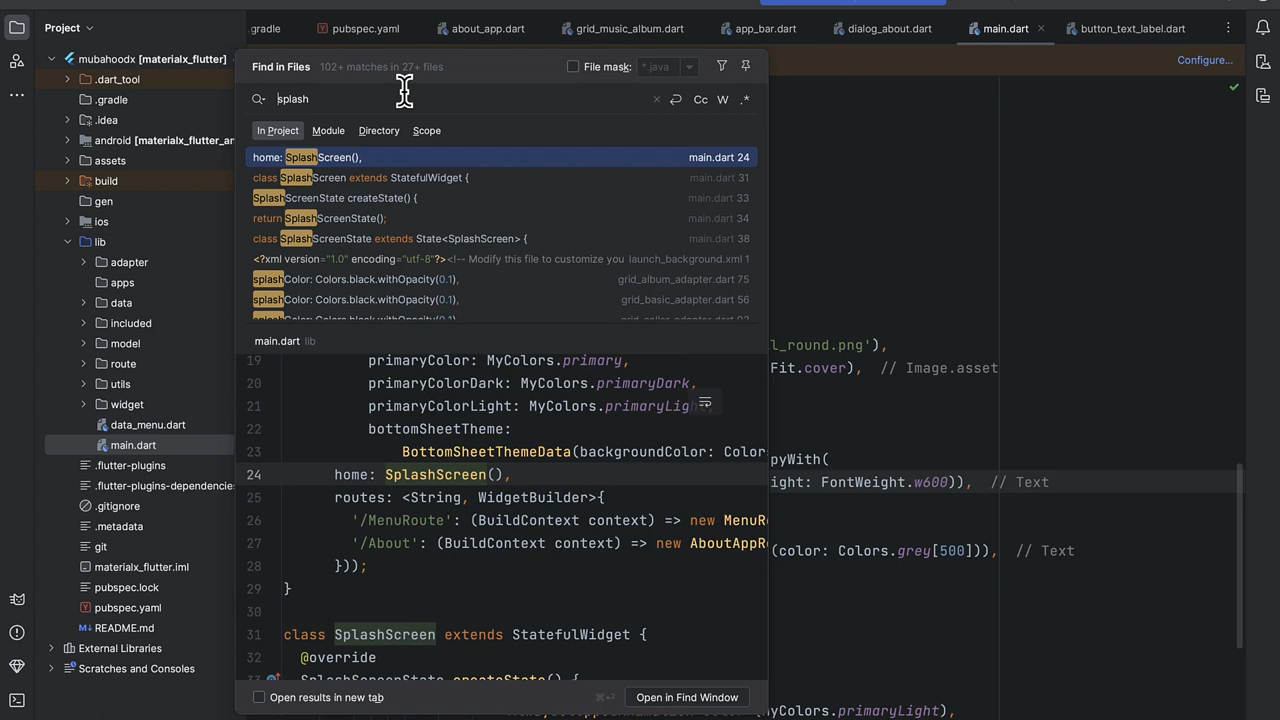 Project
.gradle
pubspec.yaml
about_app.dart
grid_music_album.dart
app_bar.dart
dialog_about.dart
main.dart
button_text_label.dart
Configure...
mubahoodx [materialx_flutter]
.dart_tool
.gradle
.idea
android [materialx_flutter_an
assets
build
gen
ios
lib
adapter
apps
data
included
model
route
utils
widget
data_menu.dart
main.dart
.flutter-plugins
.flutter-plugins-dependencies
.gitignore
.metadata
git
materialx_flutter.iml
pubspec.lock
pubspec.yaml
README.md
External Libraries
Scratches and Consoles
Find in Files 102+ matches in 27+ files
File mask: *.java
splash
Cc W .*
In Project Module Directory Scope
home: SplashScreen(), main.dart 24
class SplashScreen extends StatefulWidget { main.dart 31
SplashScreenState createState() { main.dart 33
return SplashScreenState(); main.dart 34
class SplashScreenState extends State<SplashScreen> { main.dart 38
<?xml version="1.0" encoding="utf-8"?><!-- Modify this file to customize you launch_background.xml 1
splashColor: Colors.black.withOpacity(0.1), grid_album_adapter.dart 75
splashColor: Colors.black.withOpacity(0.1), grid_basic_adapter.dart 56
main.dart lib
19 primaryColor: MyColors.primary,
20 primaryColorDark: MyColors.primaryDark,
21 primaryColorLight: MyColors.primaryLigh
22 bottomSheetTheme:
23 BottomSheetThemeData(backgroundColor: Color
24 home: SplashScreen(),
25 routes: <String, WidgetBuilder>{
26 '/MenuRoute': (BuildContext context) => new MenuR
27 '/About': (BuildContext context) => new AboutAppR
28 }));
29 }
30
31 class SplashScreen extends StatefulWidget {
32 @override
33 SplashScreenState createState() {
Open results in new tab
Open in Find Window
l_round.png'),
Fit.cover), // Image.asset
pyWith(
ight: FontWeight.w600)), // Text
(color: Colors.grey[500])), // Text
MyColors.primaryLight),